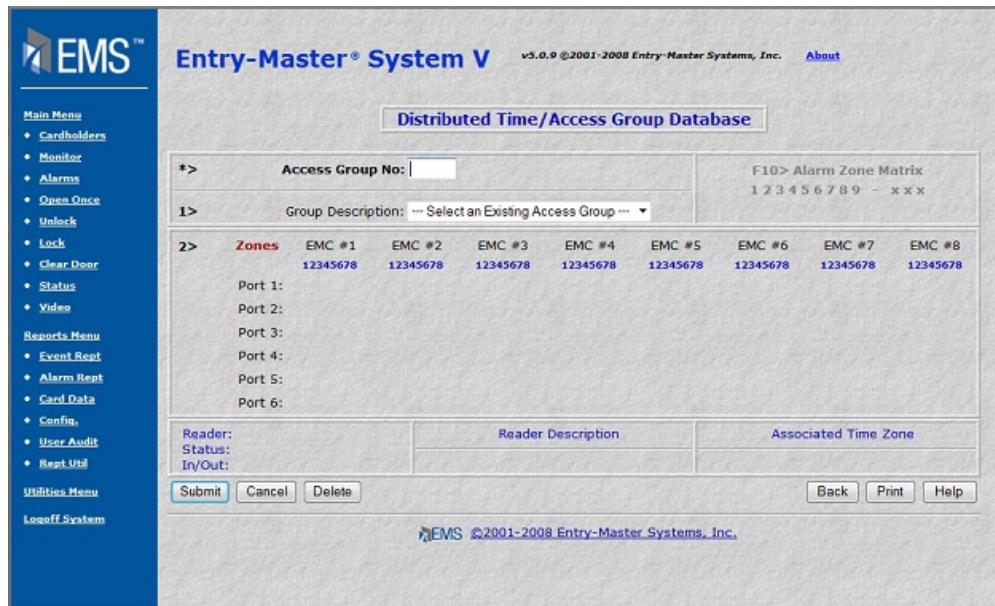 EMS™
Entry-Master® System V v5.0.9 ©2001-2008 Entry-Master Systems, Inc. About
Main Menu
Cardholders
Monitor
Alarms
Open Once
Unlock
Lock
Clear Door
Status
Video
Reports Menu
Event Rept
Alarm Rept
Card Data
Config.
User Audit
Rept Util
Utilities Menu
Logoff System
Distributed Time/Access Group Database
*> Access Group No:
F10> Alarm Zone Matrix
1 2 3 4 5 6 7 8 9 - x x x
1> Group Description: --- Select an Existing Access Group ---
2> Zones EMC #1 EMC #2 EMC #3 EMC #4 EMC #5 EMC #6 EMC #7 EMC #8
12345678 12345678 12345678 12345678 12345678 12345678 12345678 12345678
Port 1:
Port 2:
Port 3:
Port 4:
Port 5:
Port 6:
Reader: Reader Description Associated Time Zone
Status:
In/Out:
Submit Cancel Delete Back Print Help
EMS ©2001-2008 Entry-Master Systems, Inc.